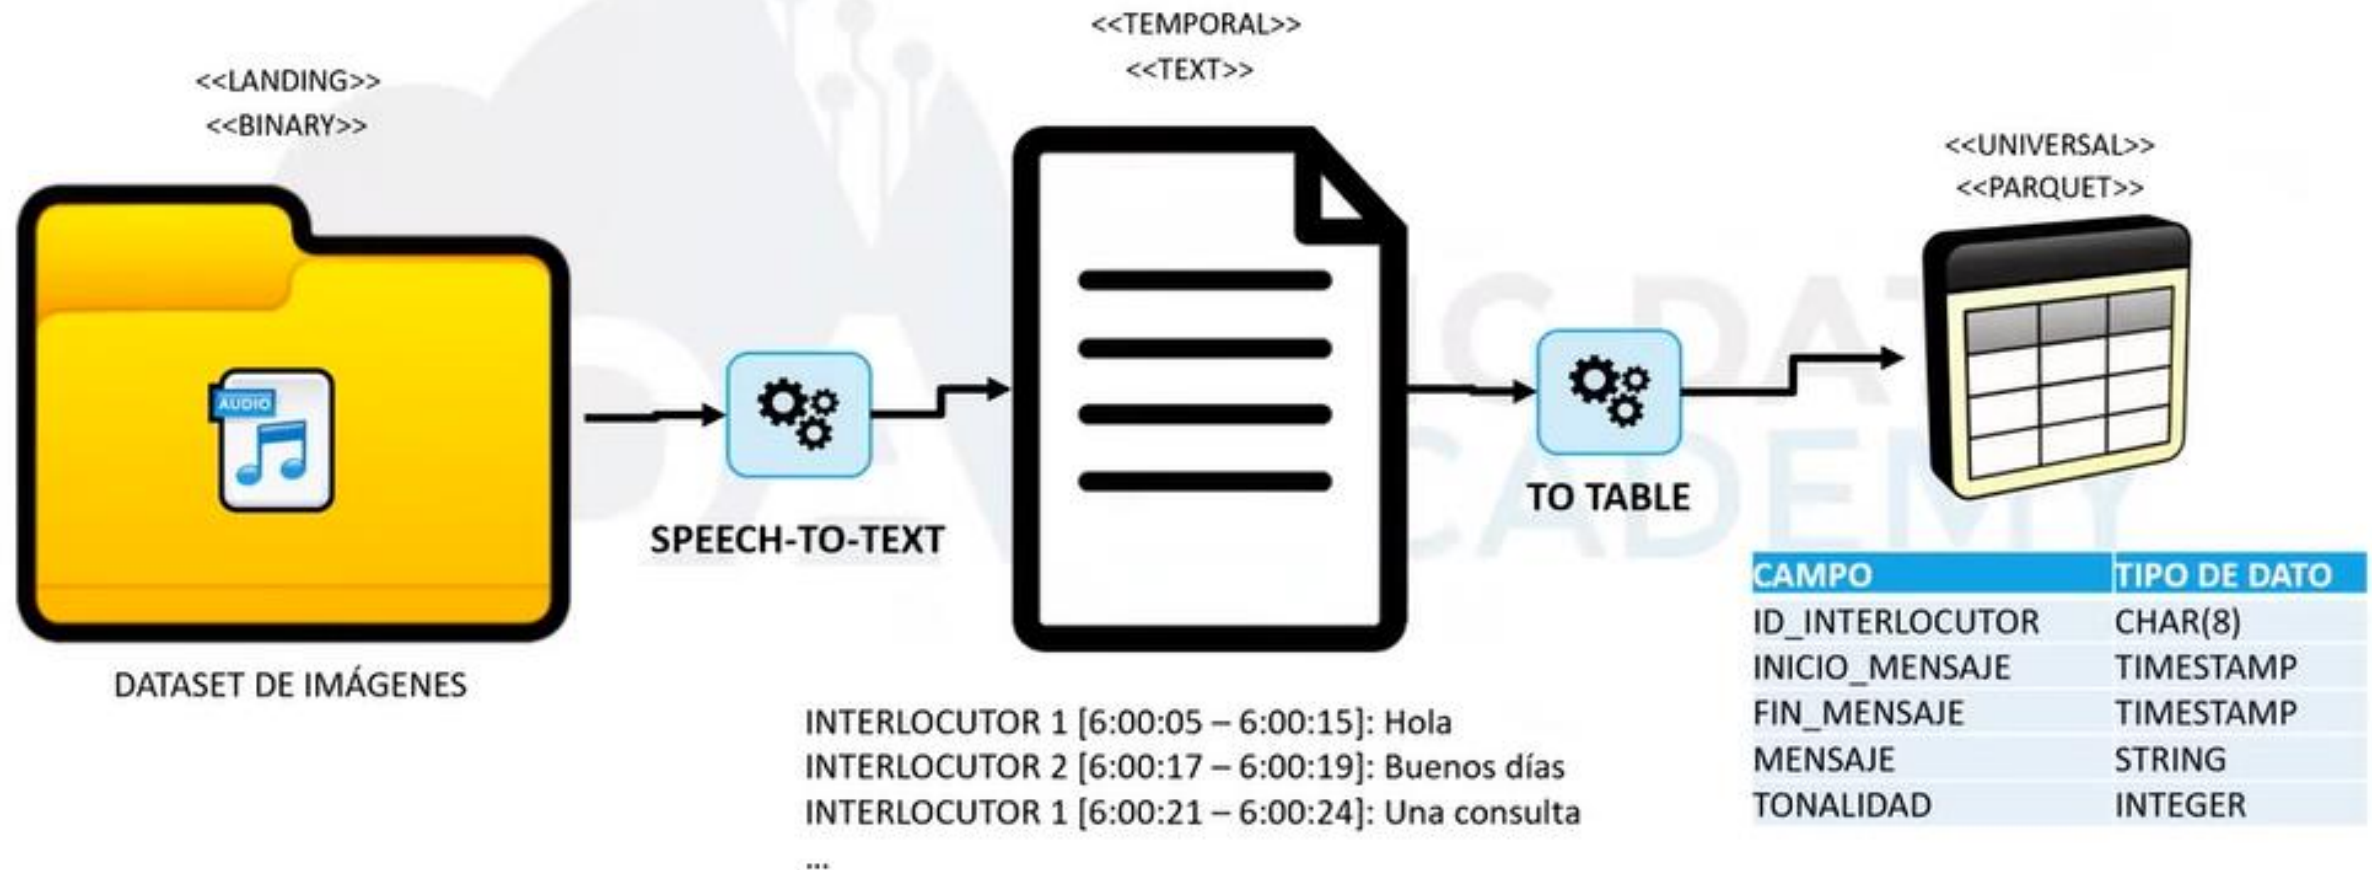 <<LANDING>>
<<BINARY>>
AUDIO
DATASET DE IMÁGENES
SPEECH-TO-TEXT
<<TEMPORAL>>
<<TEXT>>
INTERLOCUTOR 1 [6:00:05 – 6:00:15]: Hola
INTERLOCUTOR 2 [6:00:17 – 6:00:19]: Buenos días
INTERLOCUTOR 1 [6:00:21 – 6:00:24]: Una consulta
...
TO TABLE
<<UNIVERSAL>>
<<PARQUET>>
CAMPO TIPO DE DATO
ID_INTERLOCUTOR CHAR(8)
INICIO_MENSAJE TIMESTAMP
FIN_MENSAJE TIMESTAMP
MENSAJE STRING
TONALIDAD INTEGER